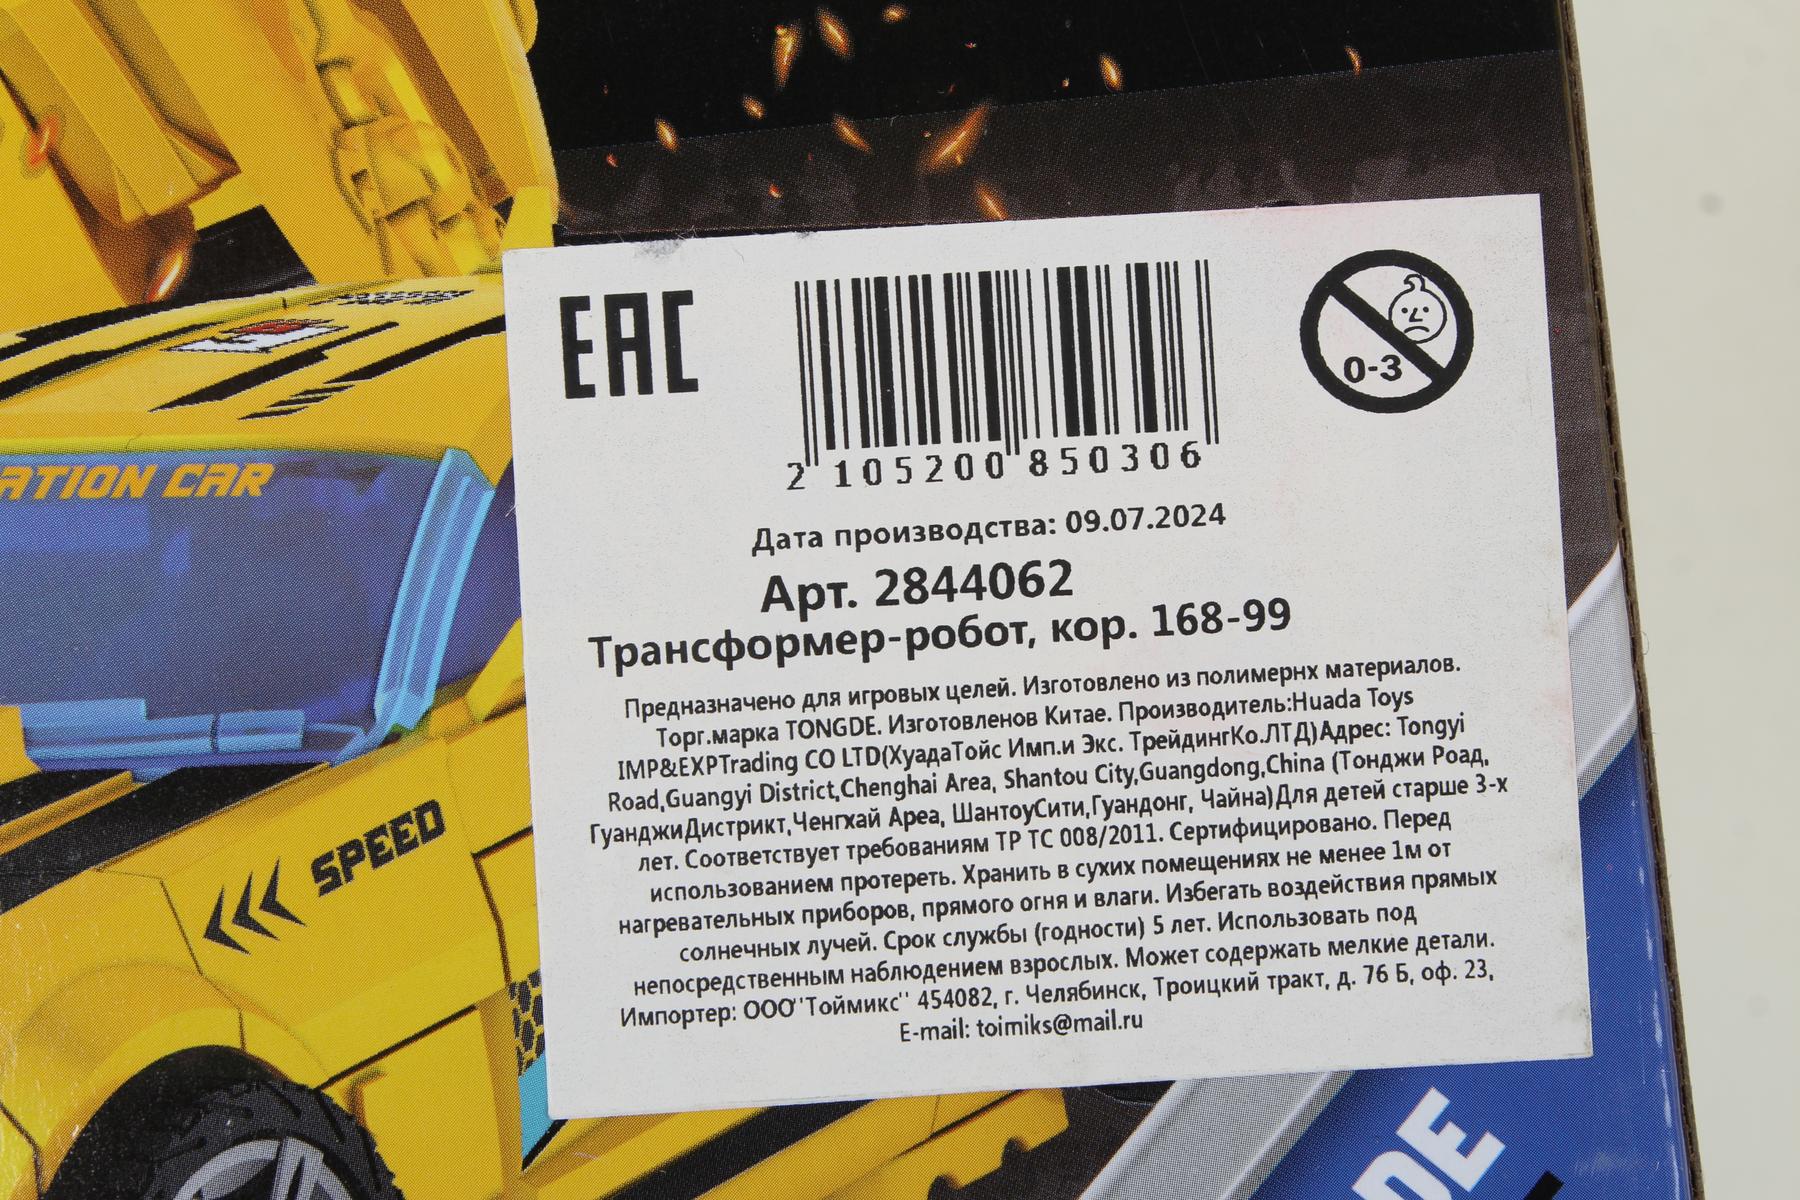 ATION CAR
SPEED
EAC
0-3
2 105200 850306
Дата производства: 09.07.2024
Арт. 2844062
Трансформер-робот, кор. 168-99
Предназначено для игровых целей. Изготовлено из полимернх материалов.
Торг.марка TONGDE. Изготовленов Китае. Производитель:Huada Toys
IMP&EXPTrading CO LTD(ХуадаТойс Имп.и Экс. ТрейдингКо.ЛТД)Адрес: Tongyi
Road,Guangyi District,Chenghai Area, Shantou City,Guangdong,China (Тонджи Роад,
ГуанджиДистрикт,Ченгхай Ареа, ШантоуСити,Гуандонг, Чайна)Для детей старше 3-х
лет. Соответствует требованиям ТР ТС 008/2011. Сертифицировано. Перед
использованием протереть. Хранить в сухих помещениях не менее 1м от
нагревательных приборов, прямого огня и влаги. Избегать воздействия прямых
солнечных лучей. Срок службы (годности) 5 лет. Использовать под
непосредственным наблюдением взрослых. Может содержать мелкие детали.
Импортер: ООО''Тоймикс'' 454082, г. Челябинск, Троицкий тракт, д. 76 Б, оф. 23,
E-mail: toimiks@mail.ru
DE